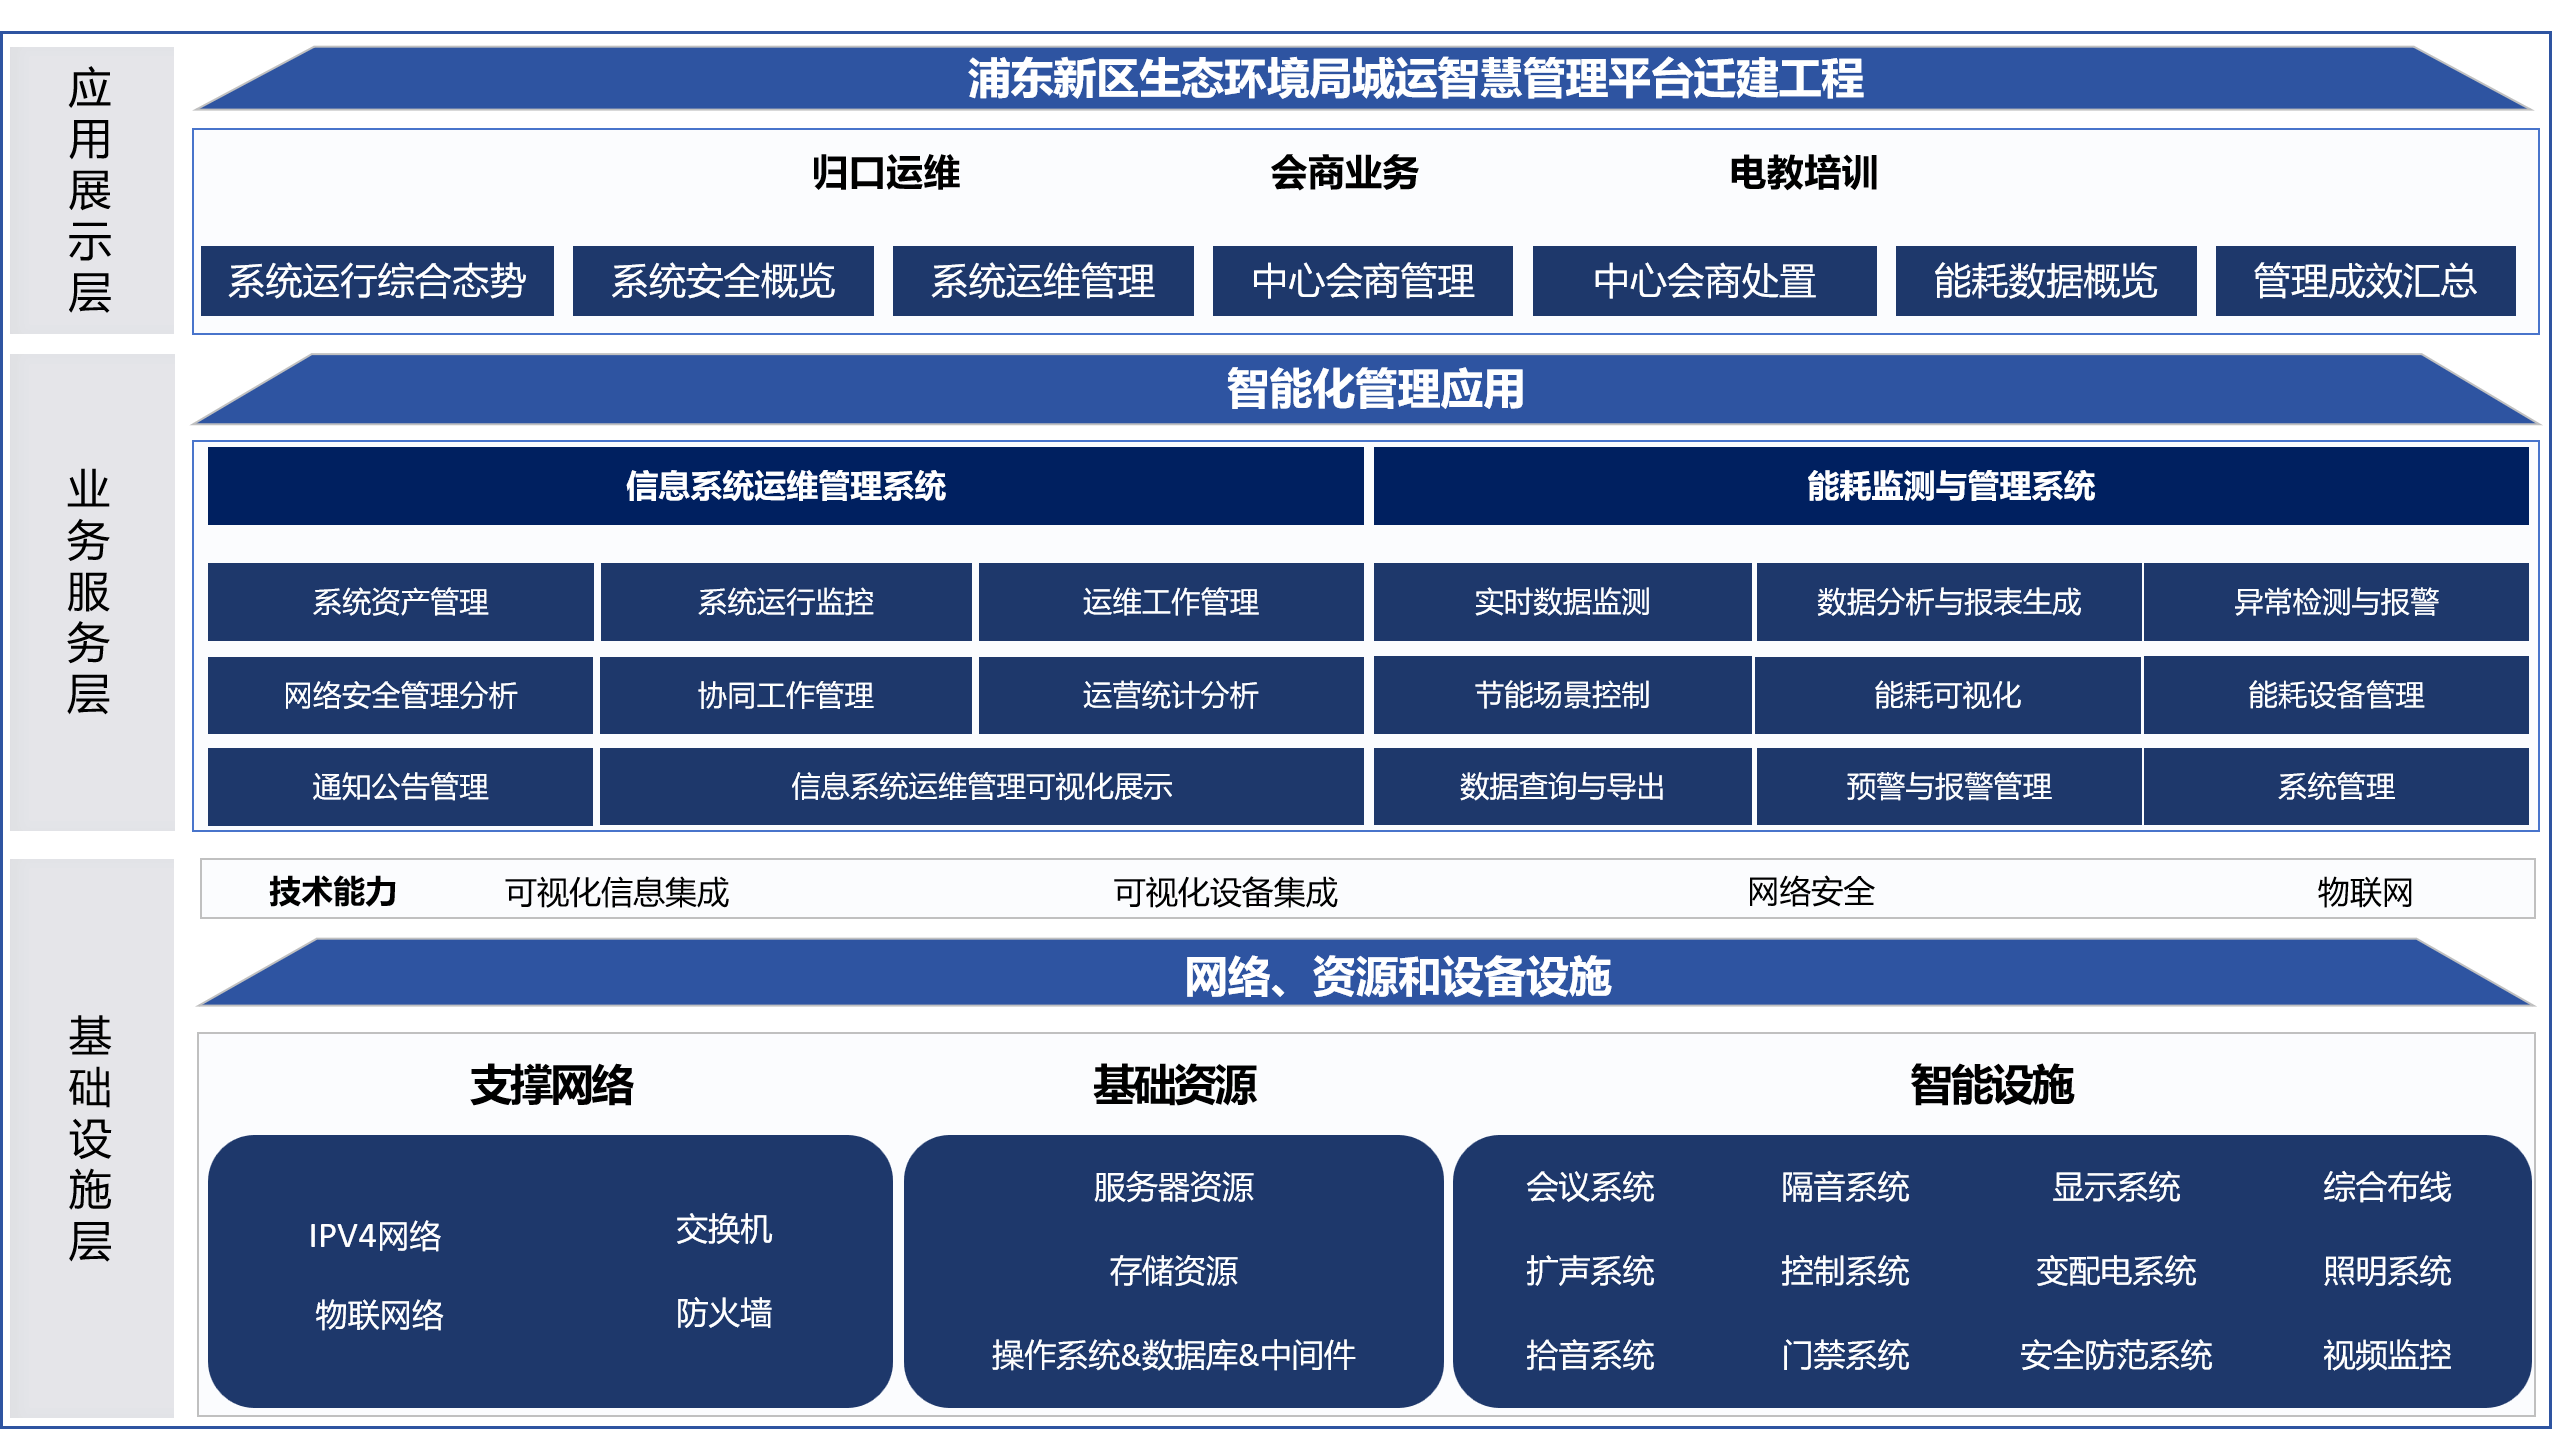 应用展示层
浦东新区生态环境局城运智慧管理平台迁建工程
归口运维 会商业务 电教培训
系统运行综合态势 系统安全概览 系统运维管理 中心会商管理 中心会商处置 能耗数据概览 管理成效汇总
业务服务层
智能化管理应用
信息系统运维管理系统 能耗监测与管理系统
系统资产管理 系统运行监控 运维工作管理 实时数据监测 数据分析与报表生成 异常检测与报警
网络安全管理分析 协同工作管理 运营统计分析 节能场景控制 能耗可视化 能耗设备管理
通知公告管理 信息系统运维管理可视化展示 数据查询与导出 预警与报警管理 系统管理
基础设施层
技术能力 可视化信息集成 可视化设备集成 网络安全 物联网
网络、资源和设备设施
支撑网络 基础资源 智能设施
IPV4网络 交换机
物联网络 防火墙
服务器资源
存储资源
操作系统&数据库&中间件
会议系统 隔音系统 显示系统 综合布线
扩声系统 控制系统 变配电系统 照明系统
拾音系统 门禁系统 安全防范系统 视频监控